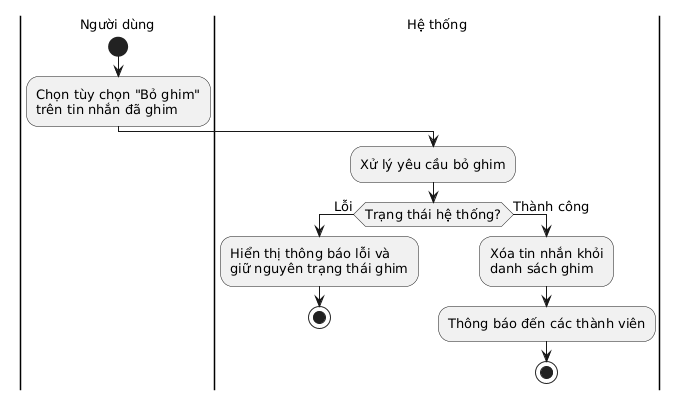 Người dùng
Hệ thống
Chọn tùy chọn "Bỏ ghim"
trên tin nhắn đã ghim
Xử lý yêu cầu bỏ ghim
Lỗi
Trạng thái hệ thống?
Thành công
Hiển thị thông báo lỗi và
giữ nguyên trạng thái ghim
Xóa tin nhắn khỏi
danh sách ghim
Thông báo đến các thành viên